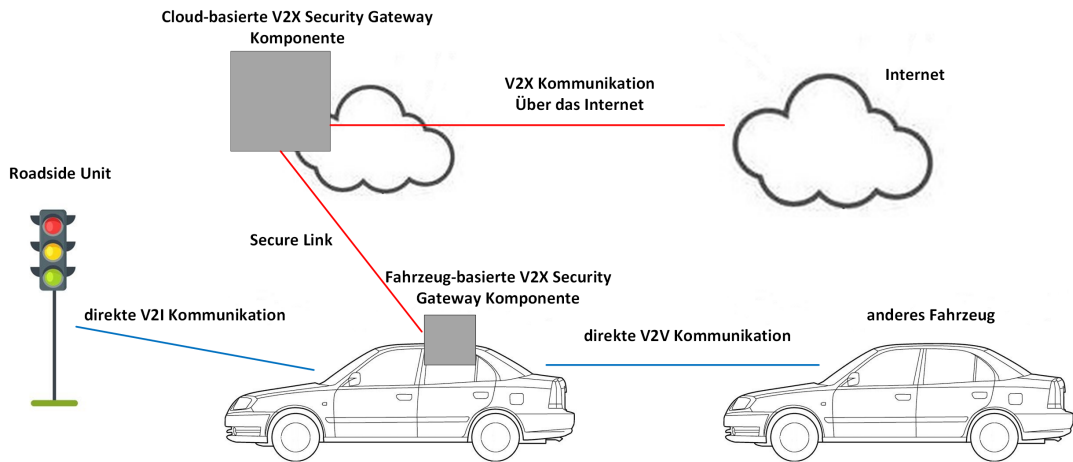 Cloud-basierte V2X Security Gateway
Komponente
V2X Kommunikation
Über das Internet
Internet
Roadside Unit
Secure Link
Fahrzeug-basierte V2X Security
Gateway Komponente
direkte V2I Kommunikation
direkte V2V Kommunikation
anderes Fahrzeug